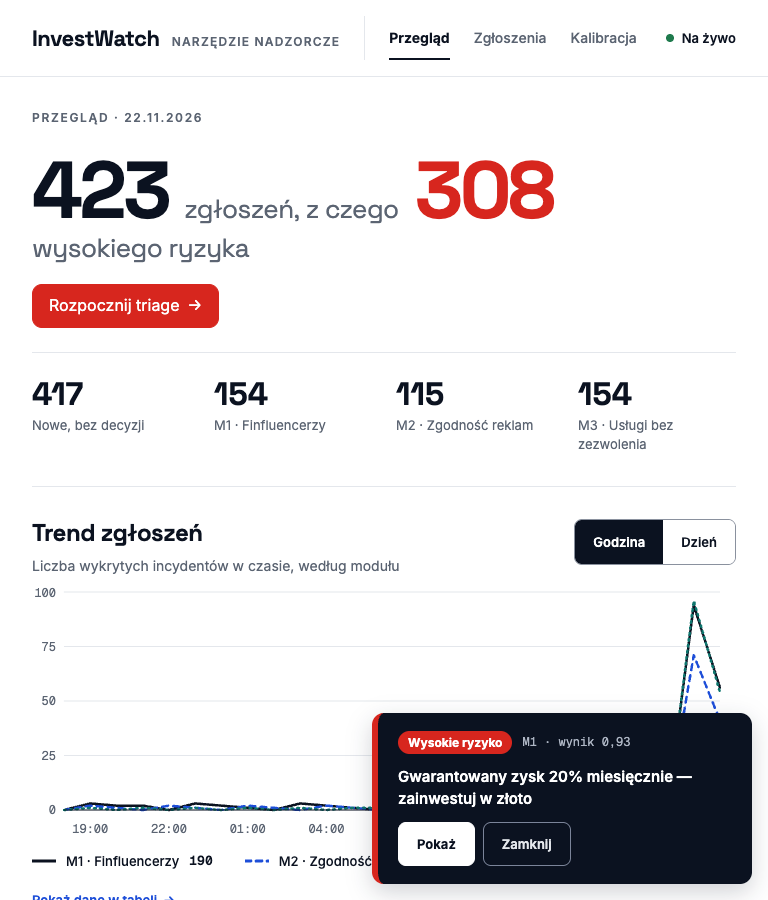 InvestWatch NARZĘDZIE NADZORCZE
Przegląd Zgłoszenia Kalibracja Na żywo
PRZEGLĄD · 22.11.2026
423 zgłoszeń, z czego 308
wysokiego ryzyka
Rozpocznij triage →
417 154 115 154
Nowe, bez decyzji M1 · Finfluencerzy M2 · Zgodność reklam M3 · Usługi bez
zezwolenia
Trend zgłoszeń
Godzina Dzień
Liczba wykrytych incydentów w czasie, według modułu
100
75
50
25
0
19:00 22:00 01:00 04:00
M1 · Finfluencerzy 190 M2 · Zgodność
Pokaż dane w tabeli →
Wysokie ryzyko M1 · wynik 0,93
Gwarantowany zysk 20% miesięcznie —
zainwestuj w złoto
Pokaż Zamknij